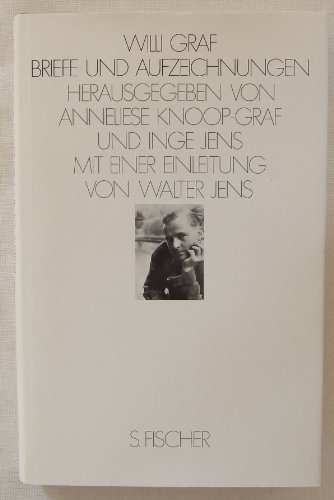 WILLI GRAF
BRIEFE UND AUFZEICHNUNGEN
HERAUSGEGEBEN VON
ANNELIESE KNOOP-GRAF
UND INGE JENS
MIT EINER EINLEITUNG
VON WALTER JENS
S. FISCHER